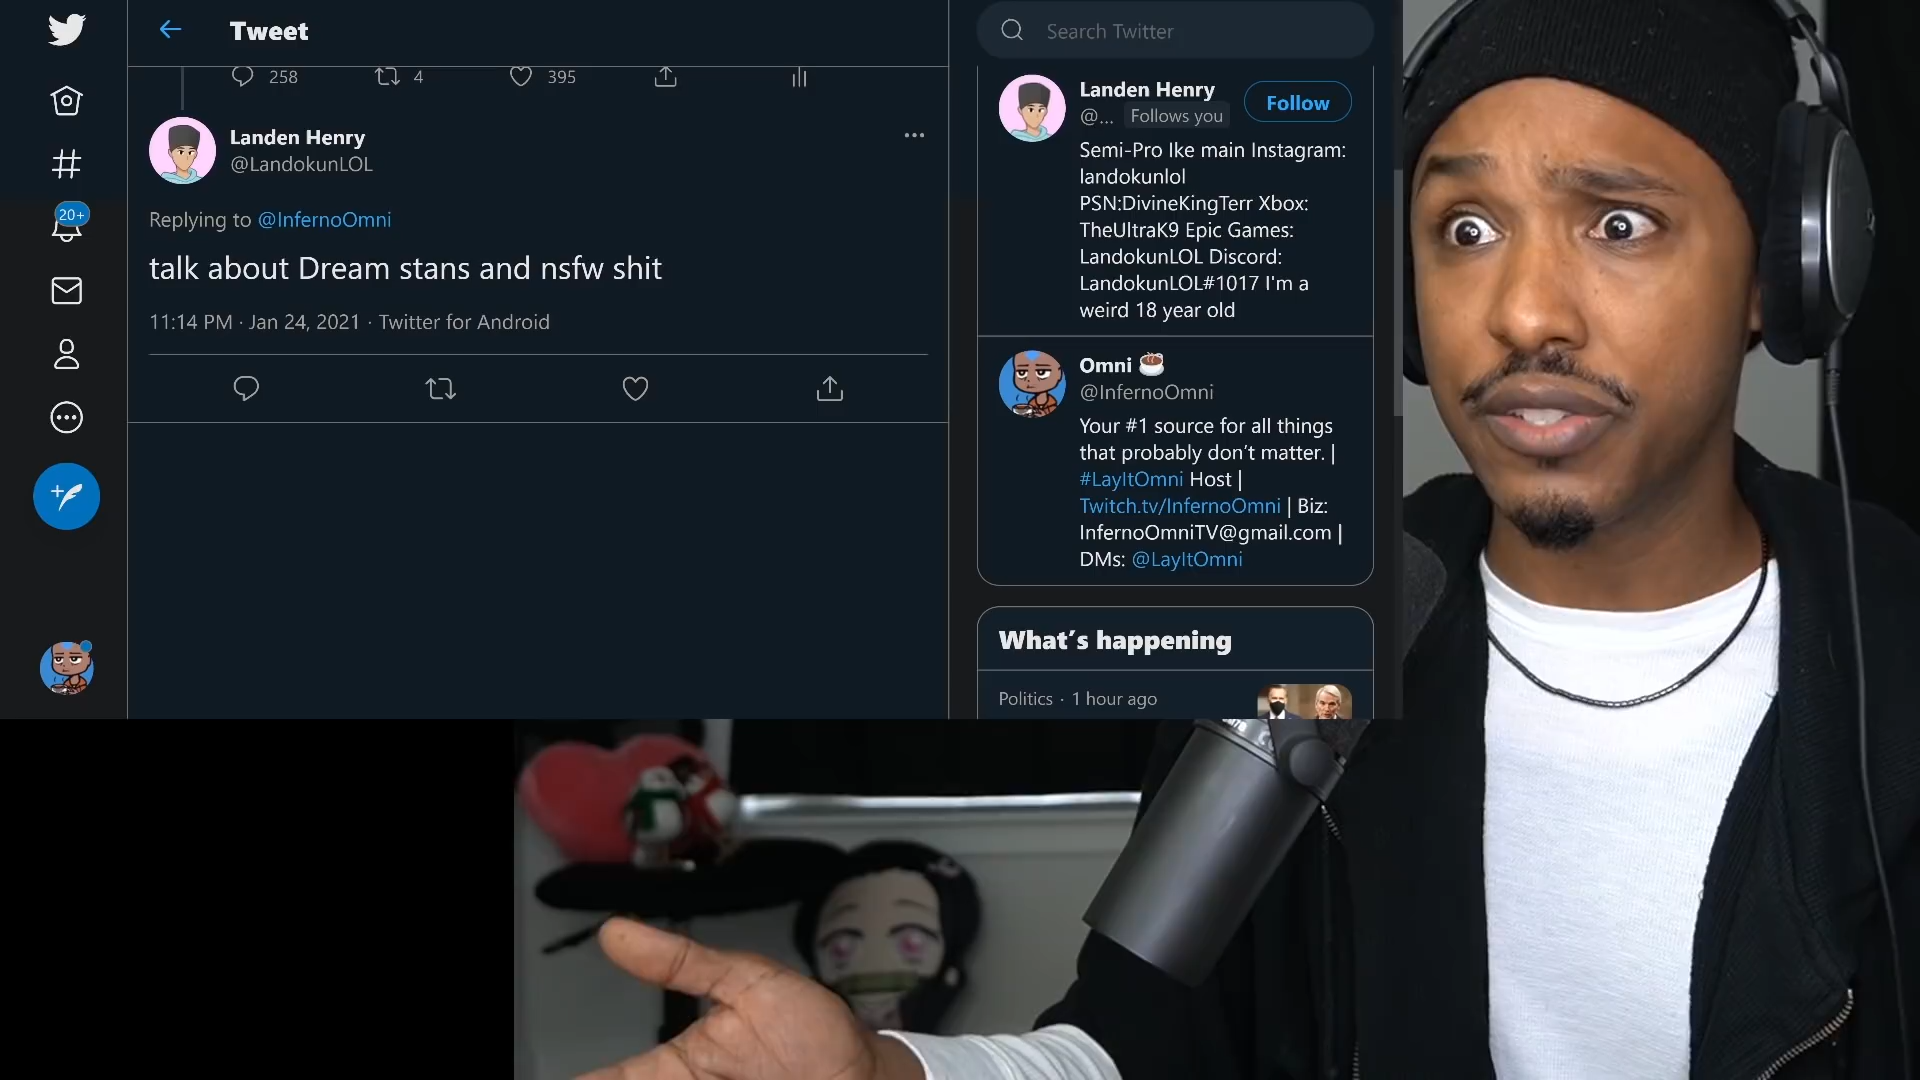 Tweet
258
4
395
Landen Henry
@LandokunLOL
Replying to @InfernoOmni
talk about Dream stans and nsfw shit
11:14 PM · Jan 24, 2021 · Twitter for Android
20+
Search Twitter
Landen Henry
@... Follows you
Follow
Semi-Pro Ike main Instagram:
landokunlol
PSN:DivineKingTerr Xbox:
TheUltraK9 Epic Games:
LandokunLOL Discord:
LandokunLOL#1017 I'm a
weird 18 year old
Omni
@InfernoOmni
Your #1 source for all things
that probably don’t matter. |
#LayItOmni Host |
Twitch.tv/InfernoOmni | Biz:
InfernoOmniTV@gmail.com |
DMs: @LayItOmni
What’s happening
Politics · 1 hour ago